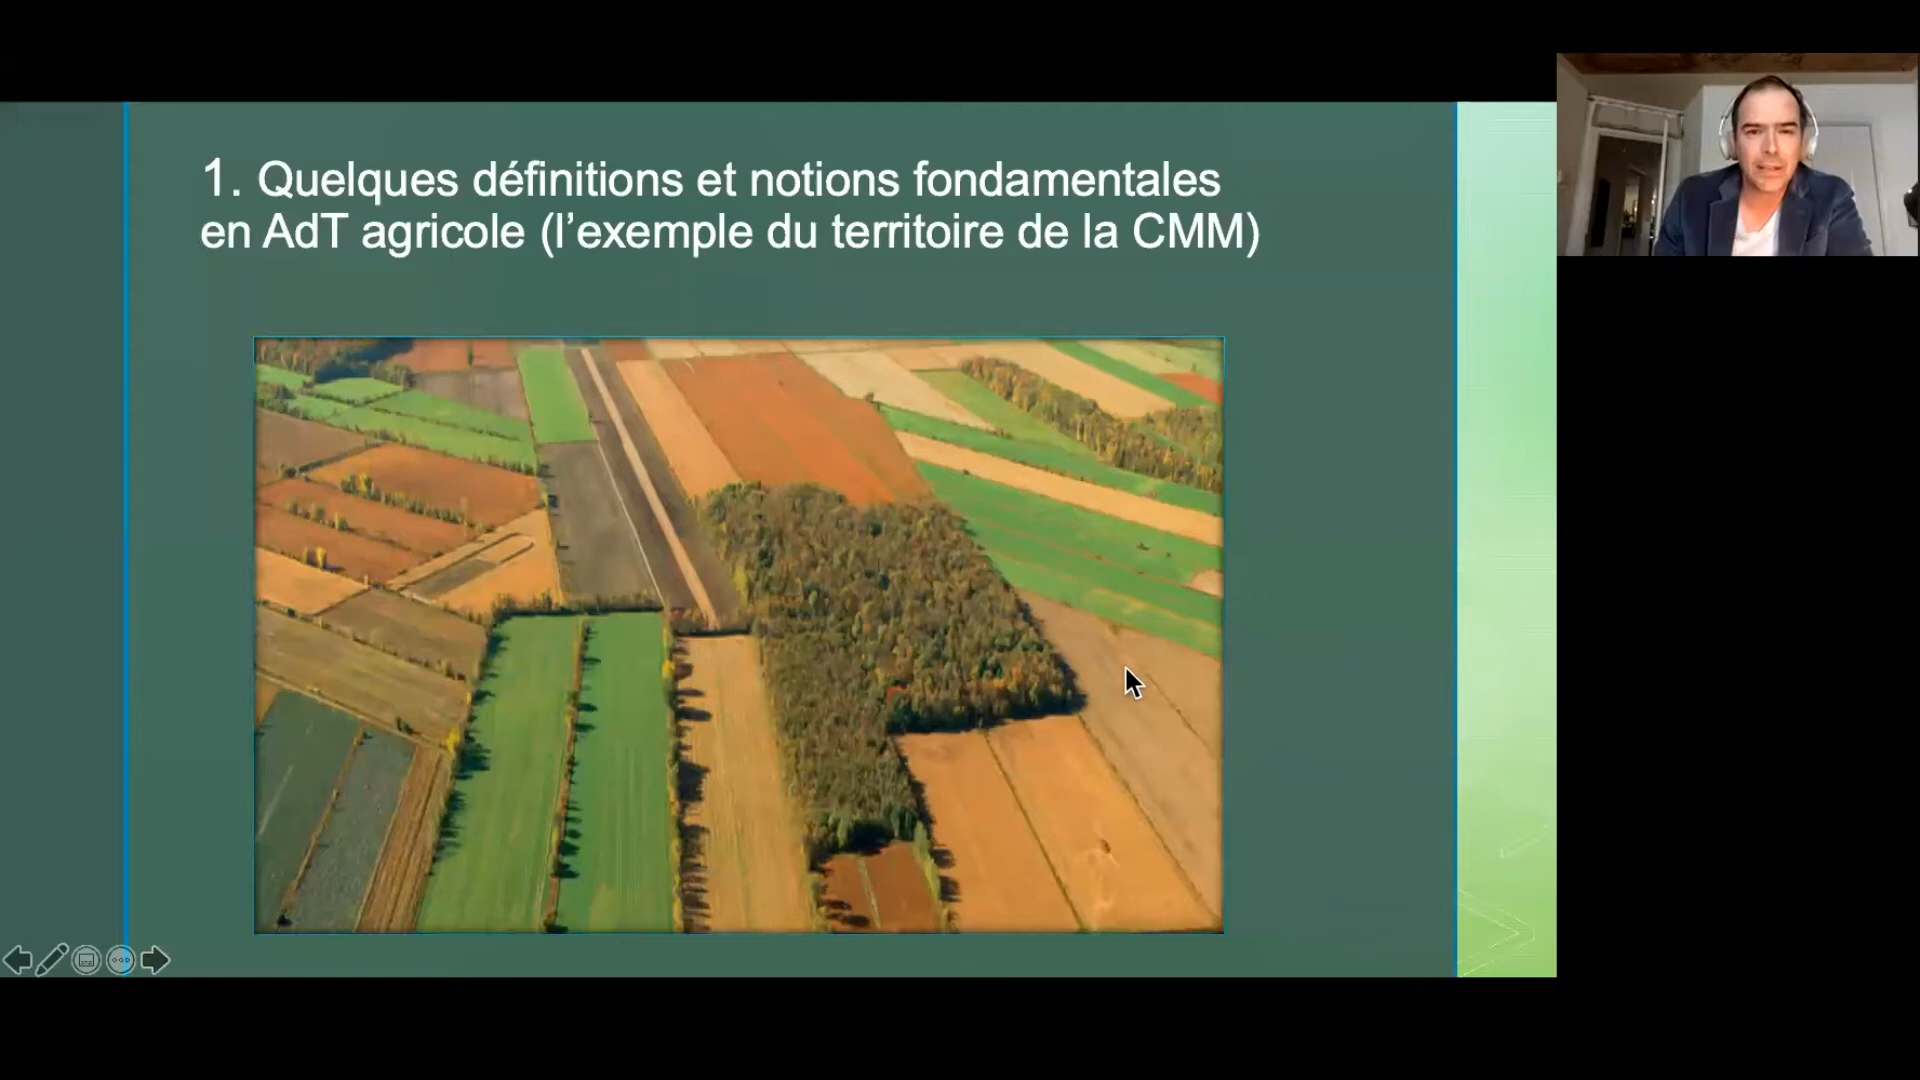 1. Quelques définitions et notions fondamentales
en AdT agricole (l’exemple du territoire de la CMM)